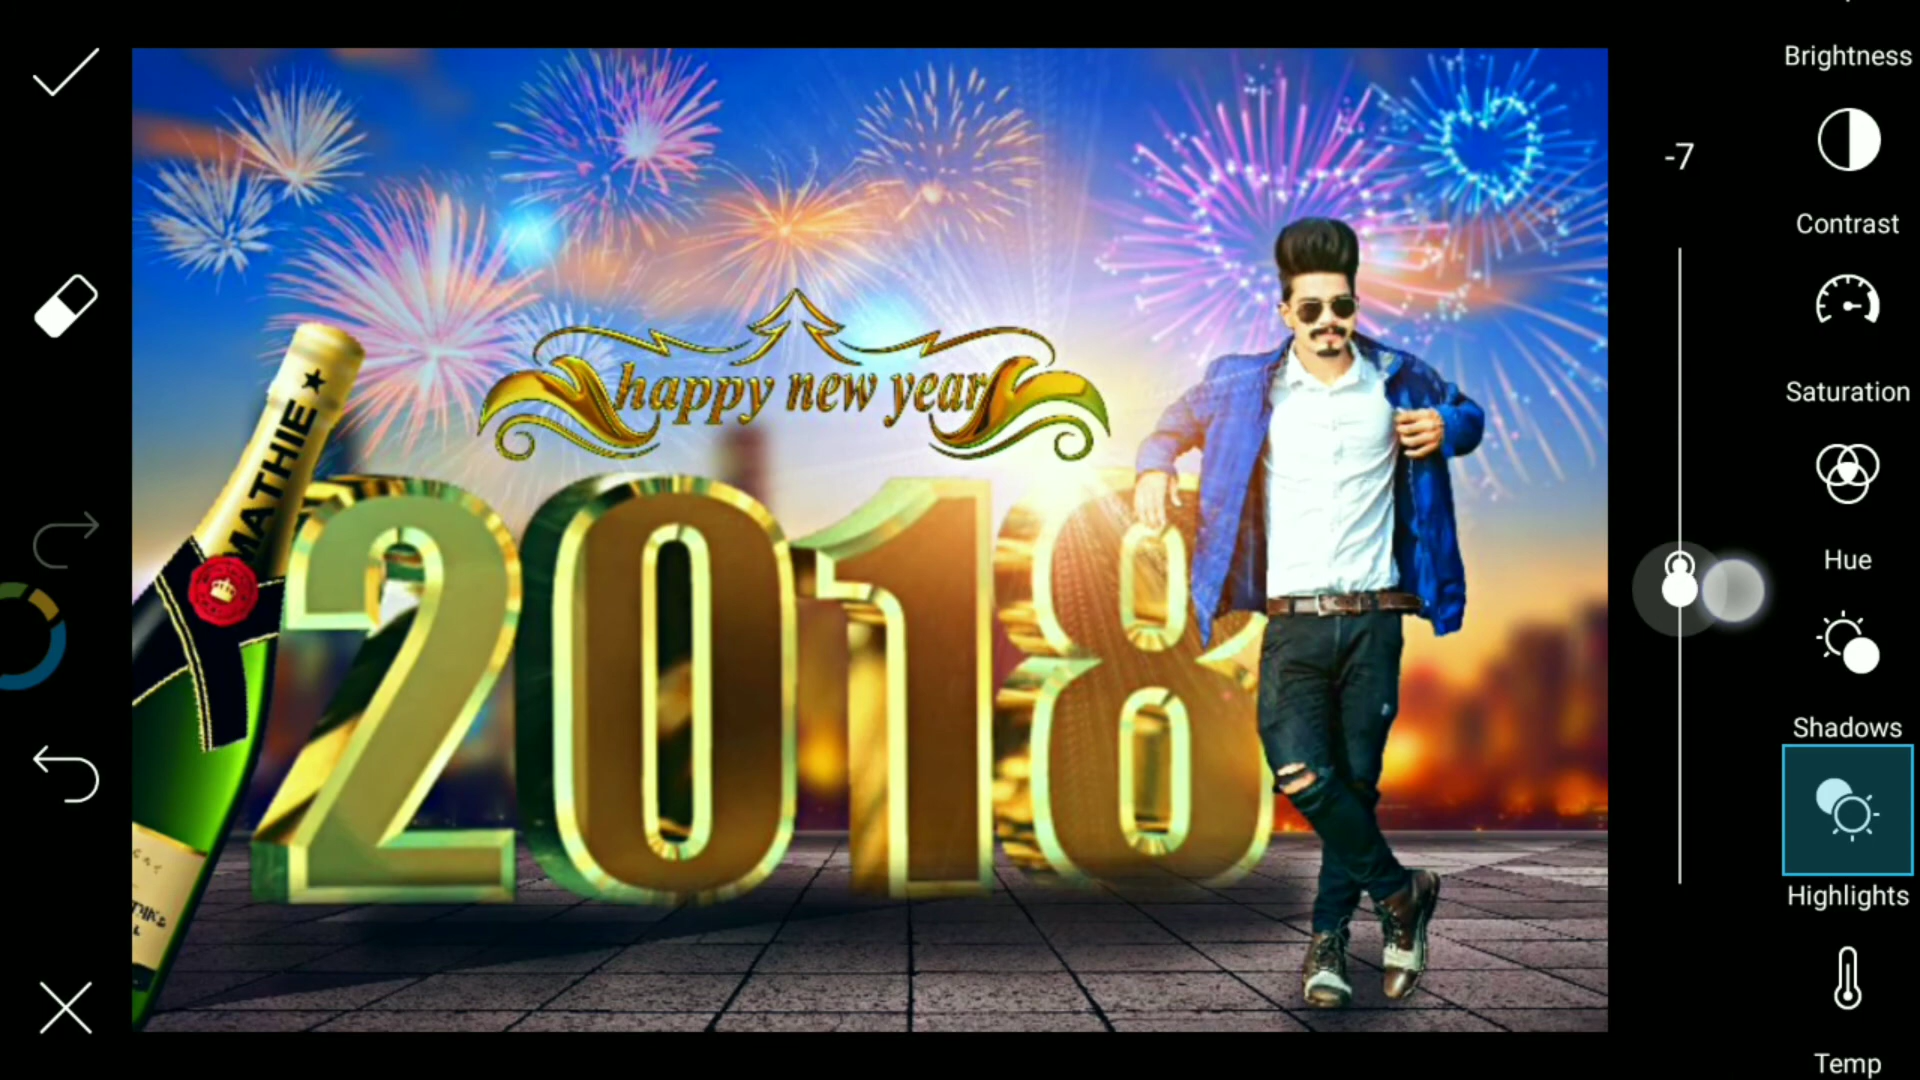 Brightness
-7
Contrast
Saturation
Hue
Shadows
Highlights
Temp
happy new year
MATHIE ★
2018